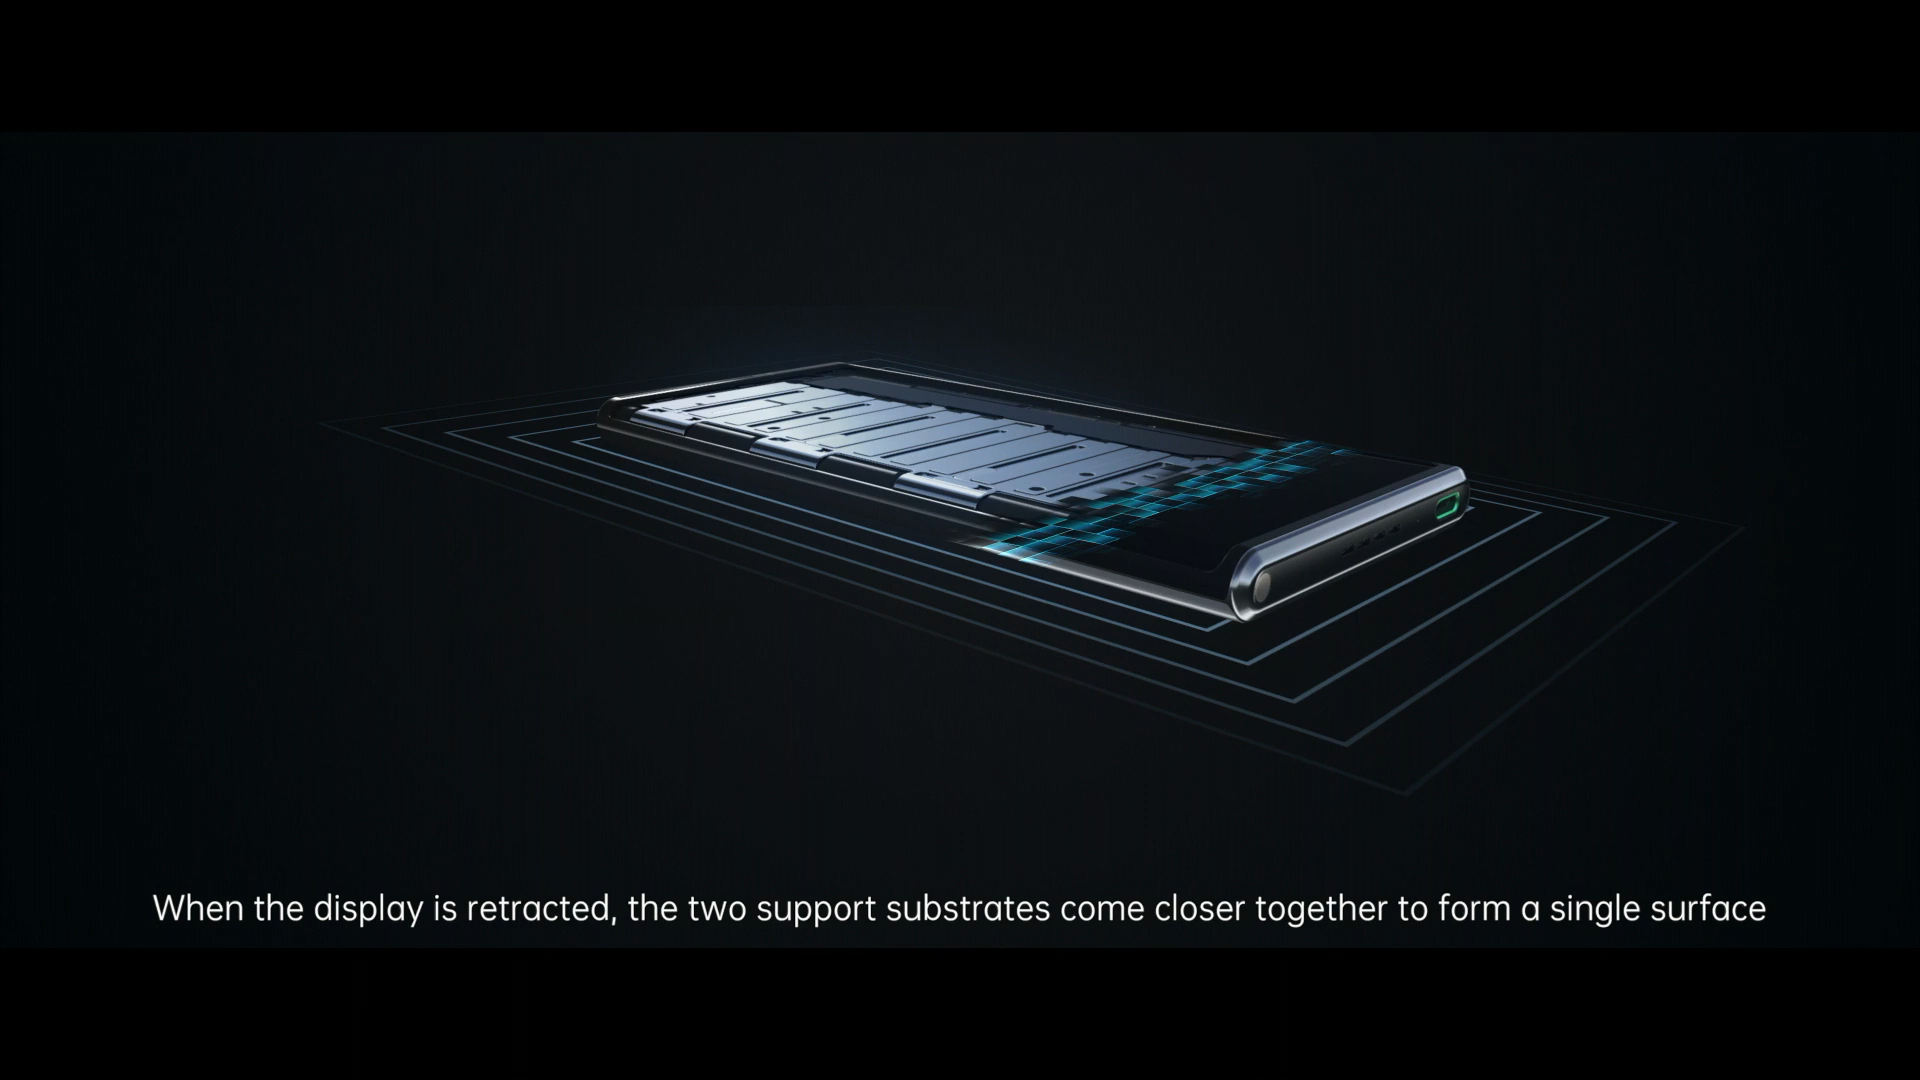 When the display is retracted, the two support substrates come closer together to form a single surface